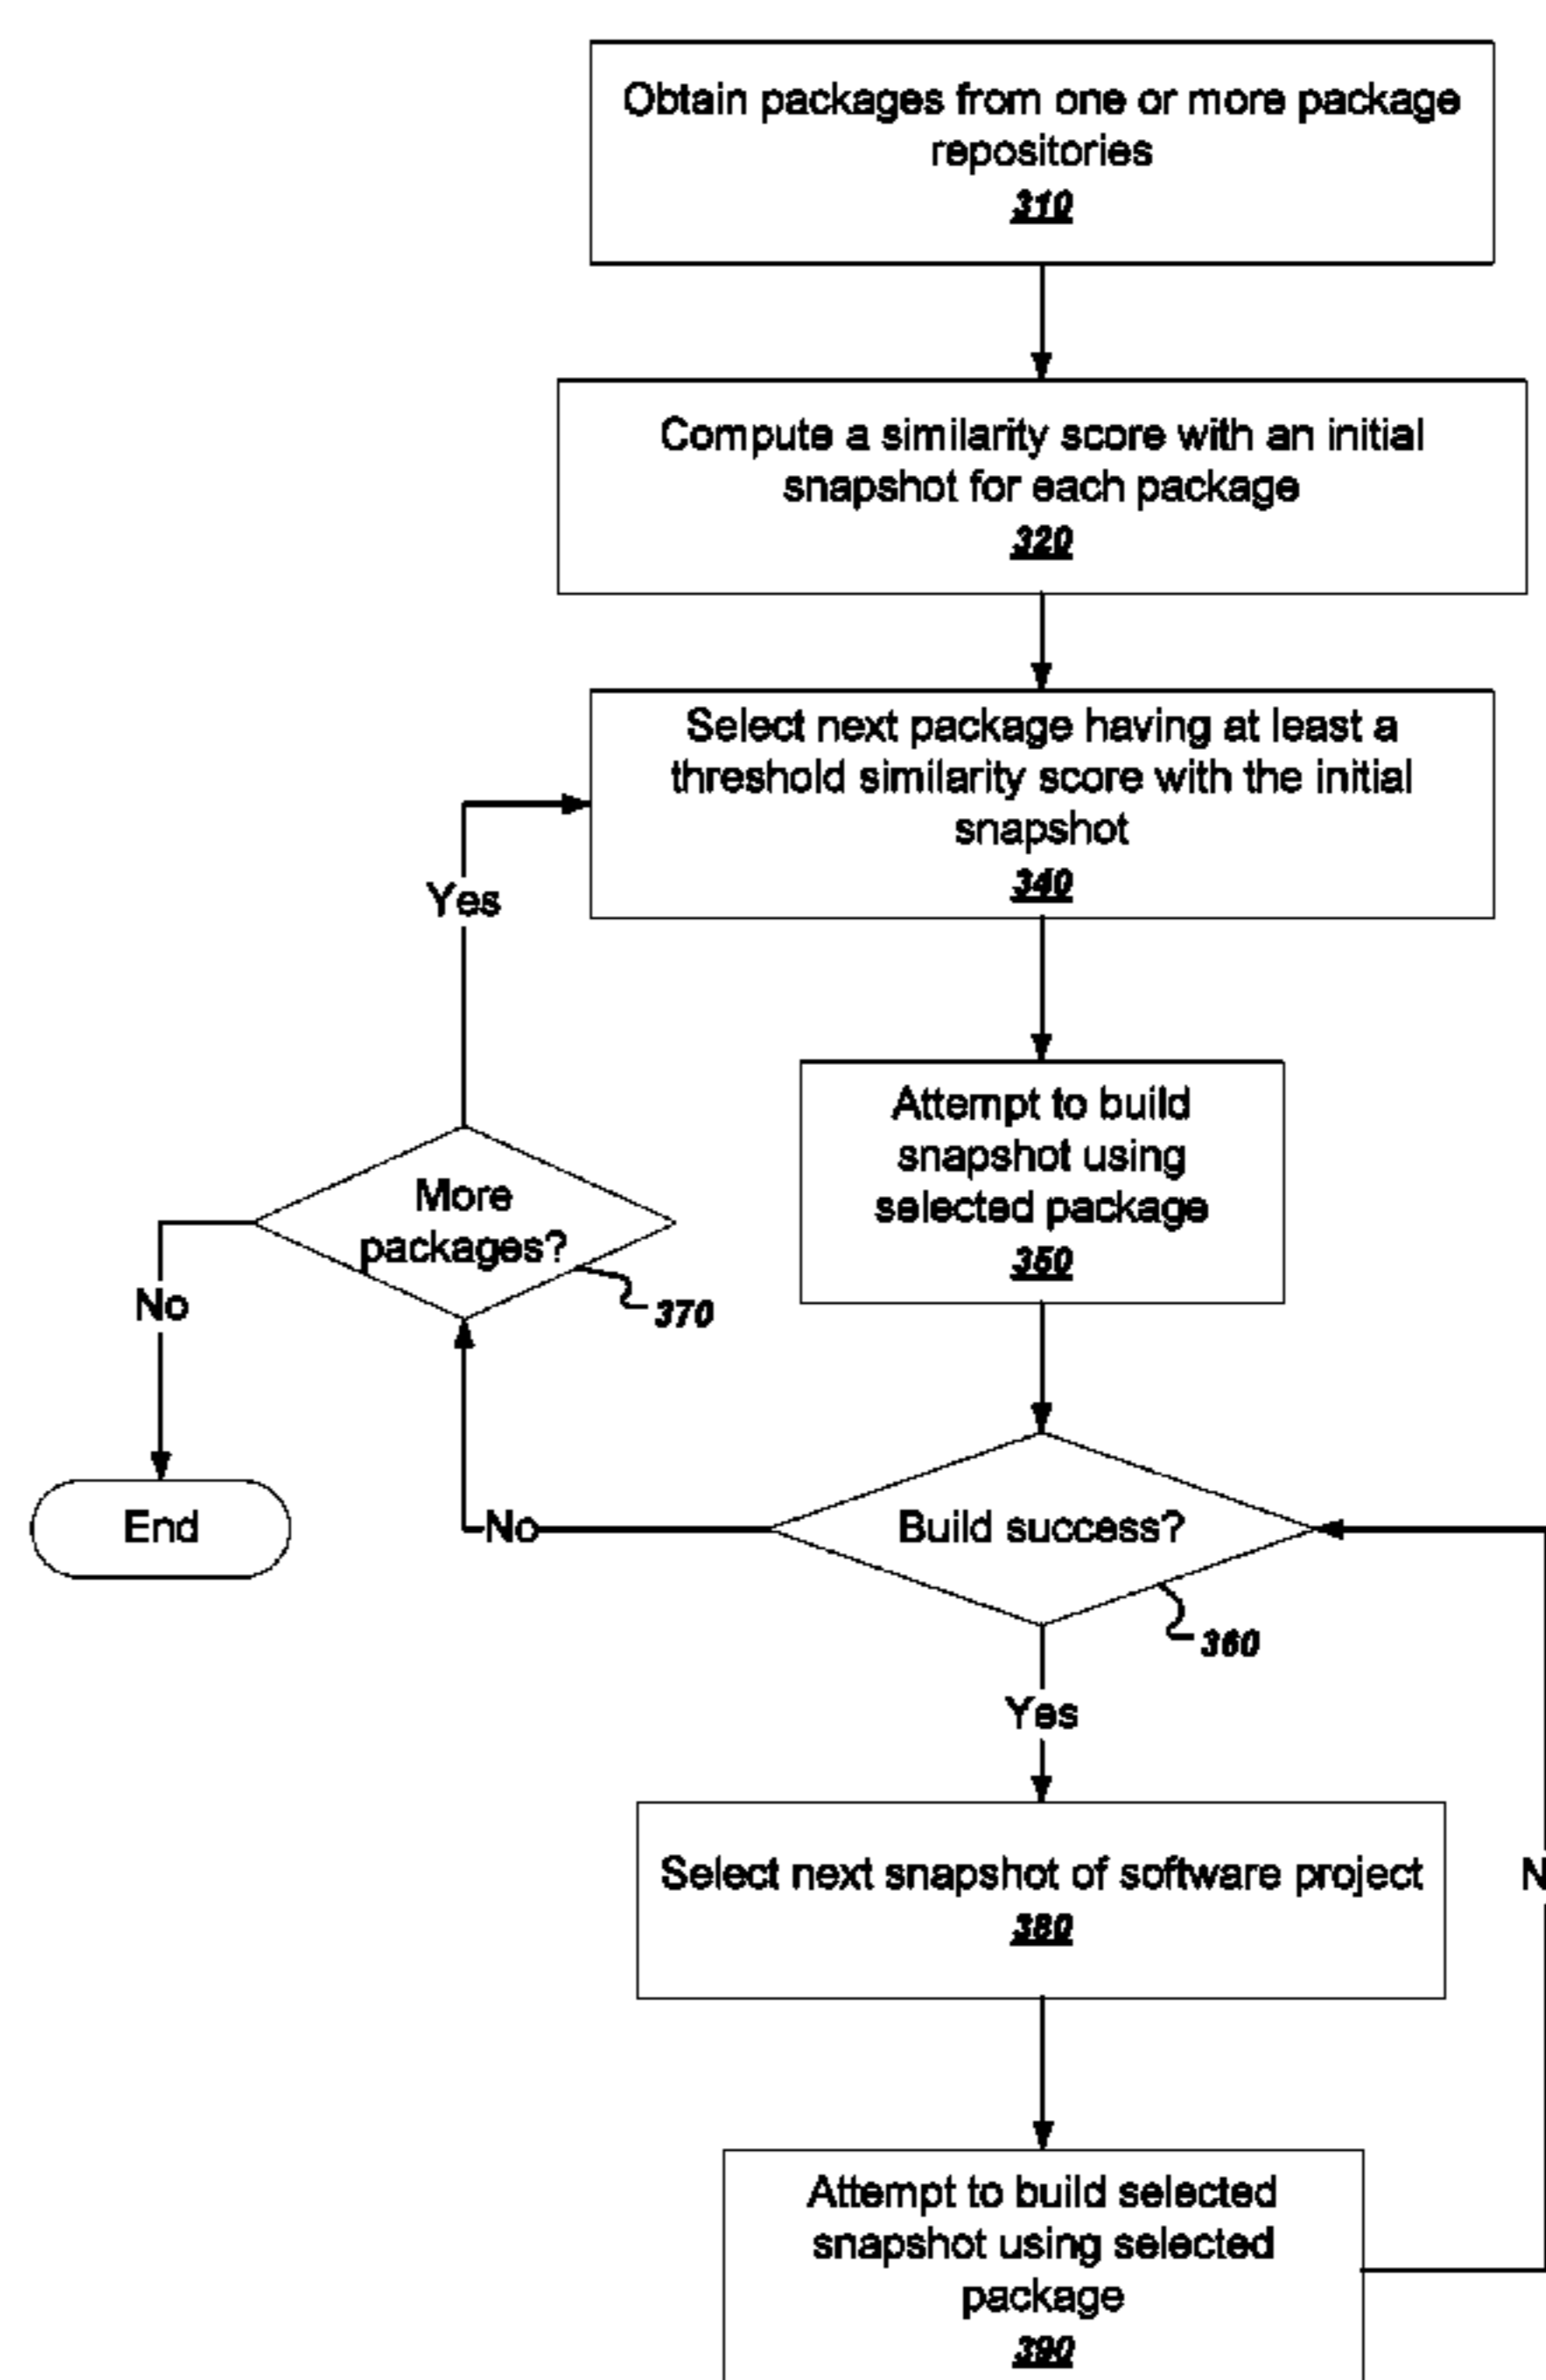 Obtain packages from one or more package
repositories
310
Compute a similarity score with an initial
snapshot for each package
320
Select next package having at least a
threshold similarity score with the initial
snapshot
340
Yes
Attempt to build
snapshot using
selected package
350
More
packages?
370
No
End
No
Build success?
360
Yes
Select next snapshot of software project
380
Attempt to build selected
snapshot using selected
package
390